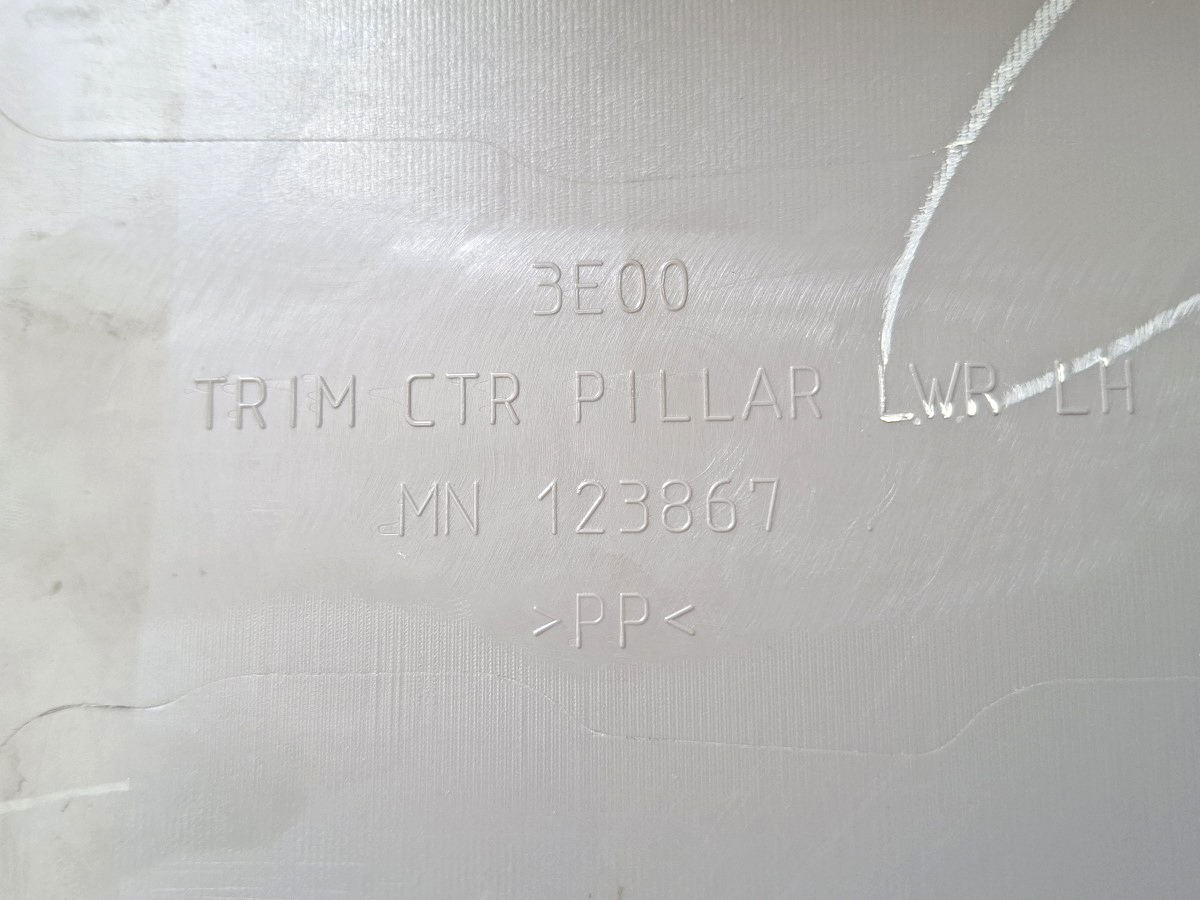 3E00
TRIM CTR PILLAR LWR LH
MN 123867
>PP<